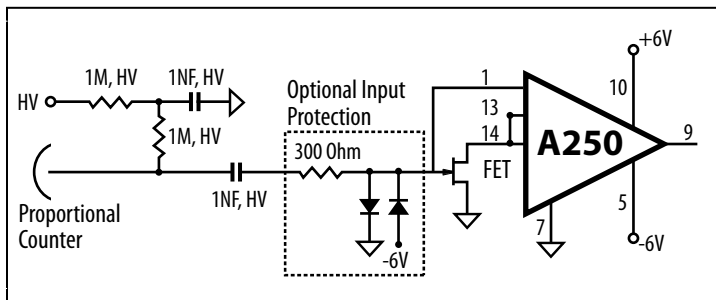 +6V
1M, HV
1NF, HV
HV
1M, HV
Optional Input
Protection
300 Ohm
1
13
14
10
A250
9
FET
1NF, HV
Proportional
Counter
-6V
7
5
-6V